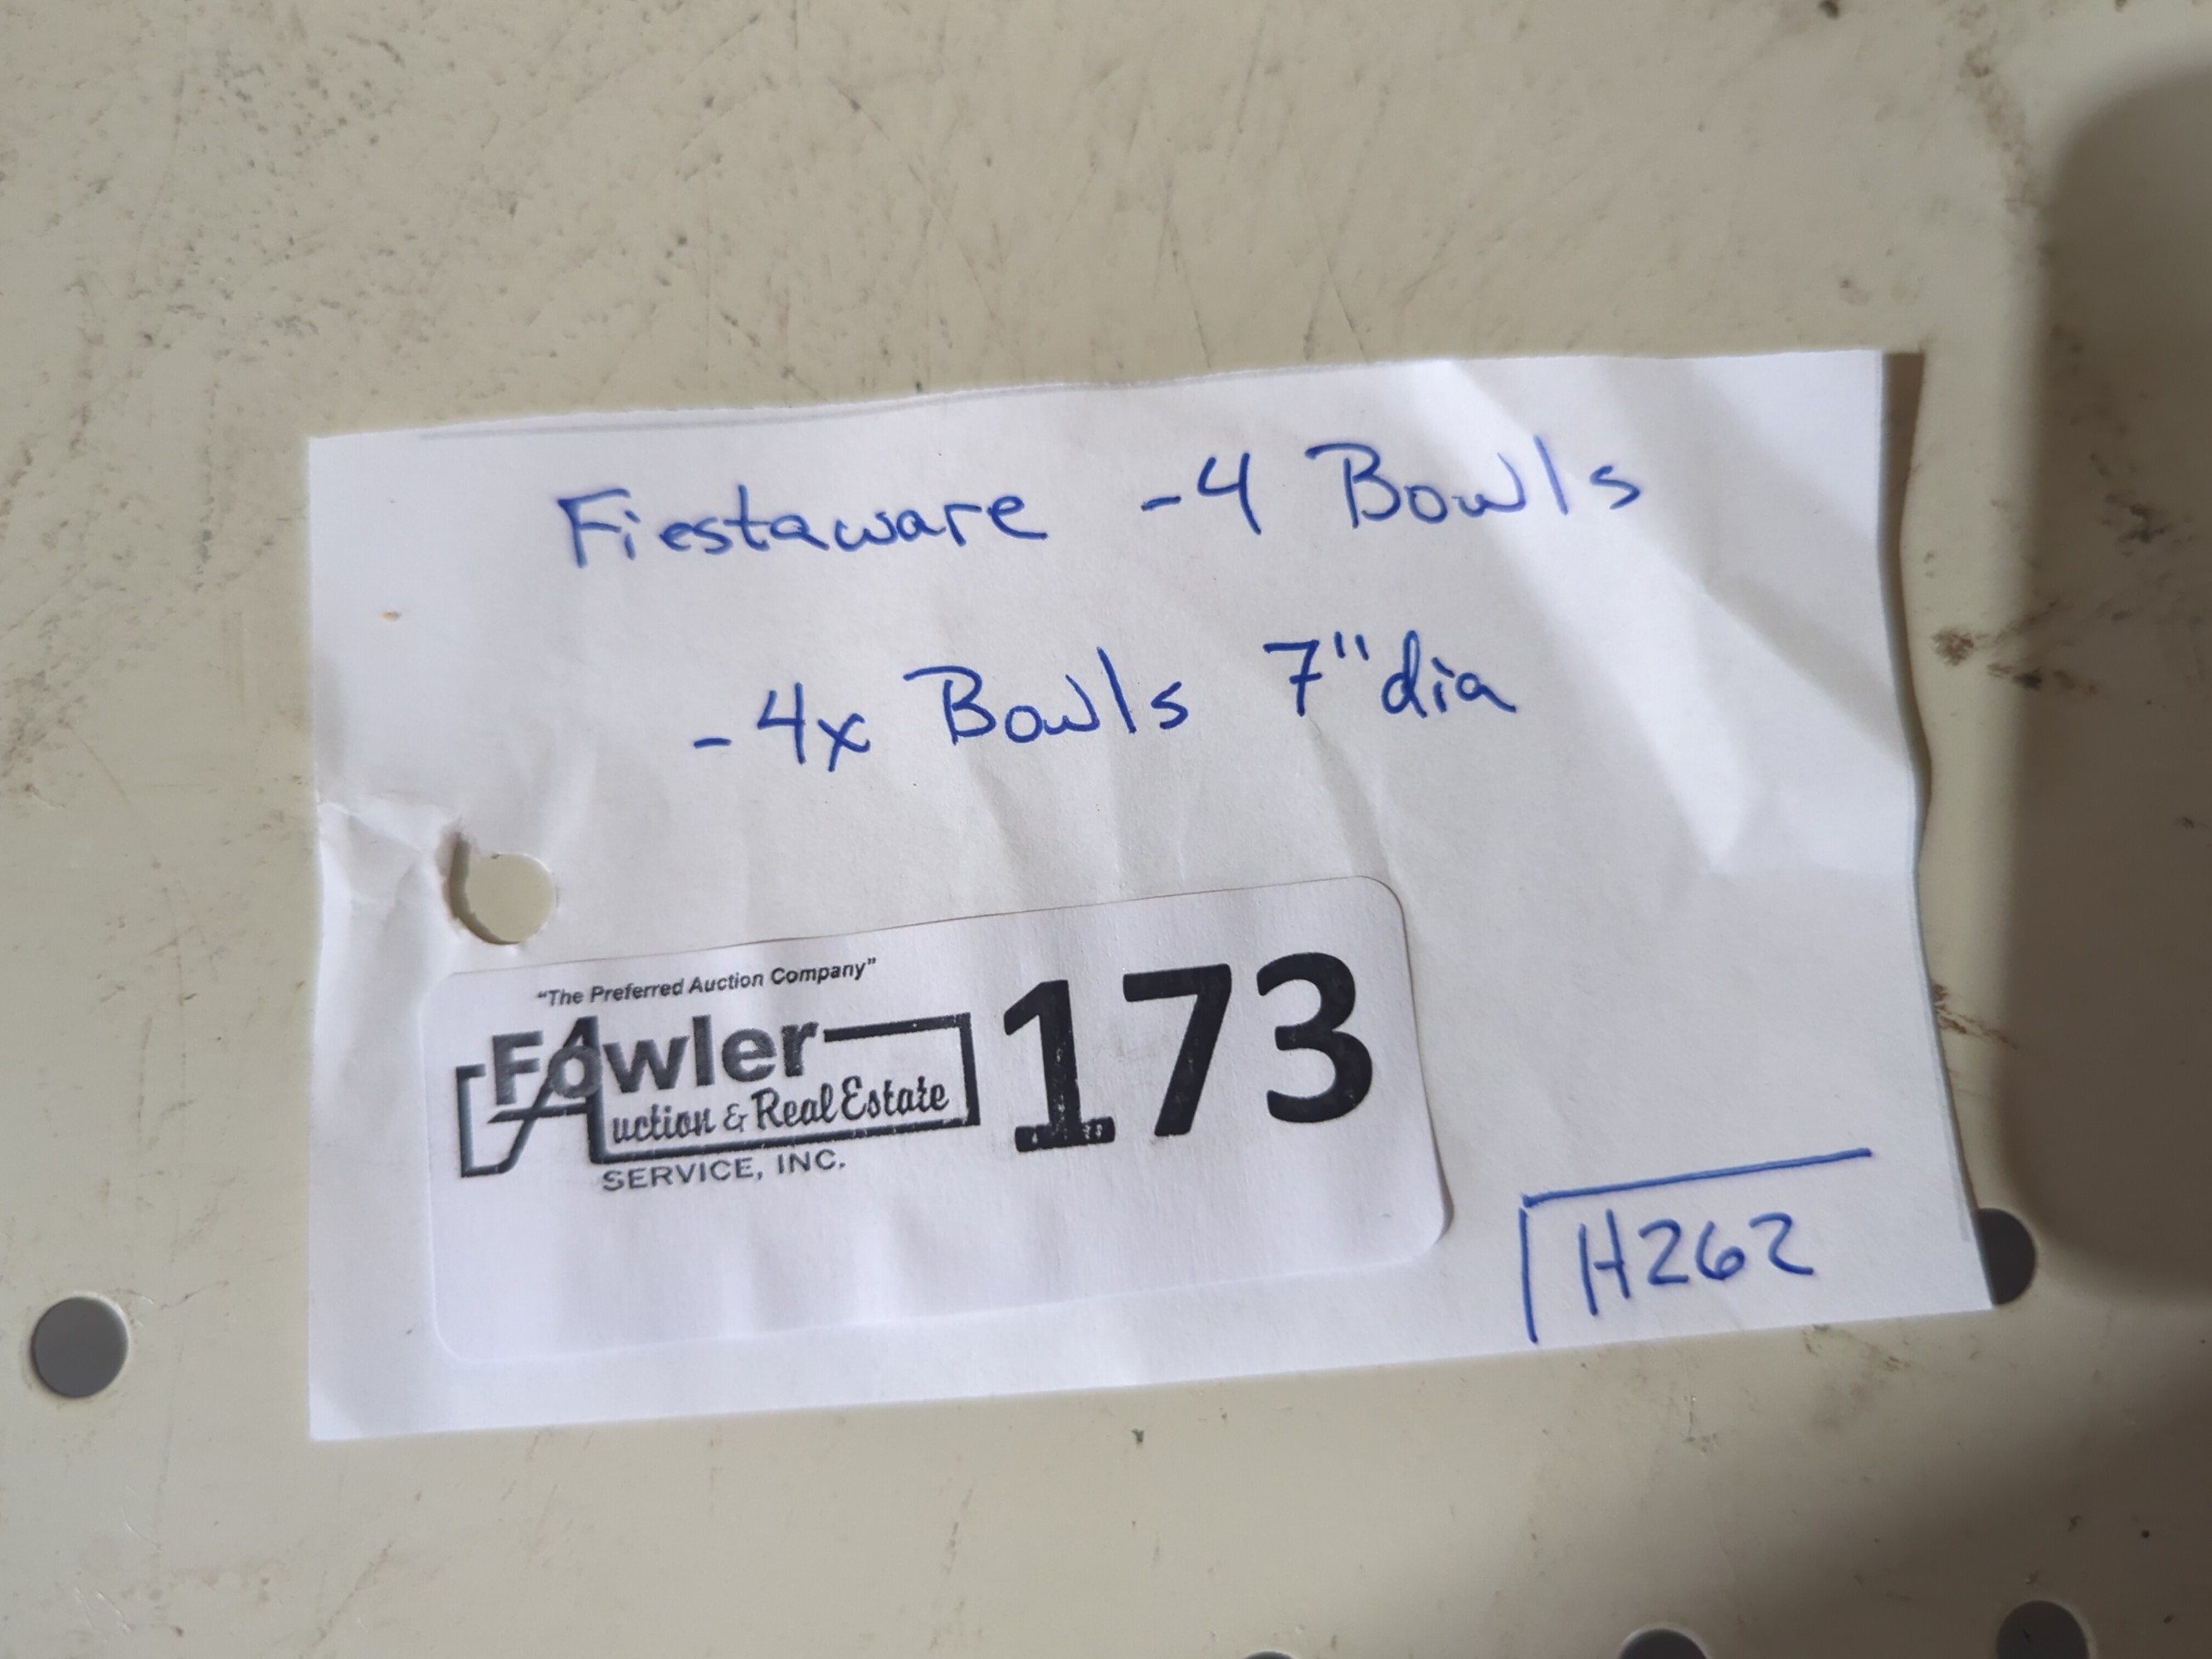 Fiestaware - 4 Bowls
- 4x Bowls 7" dia
"The Preferred Auction Company"
Fowler
Auction & Real Estate
SERVICE, INC.
173
H262